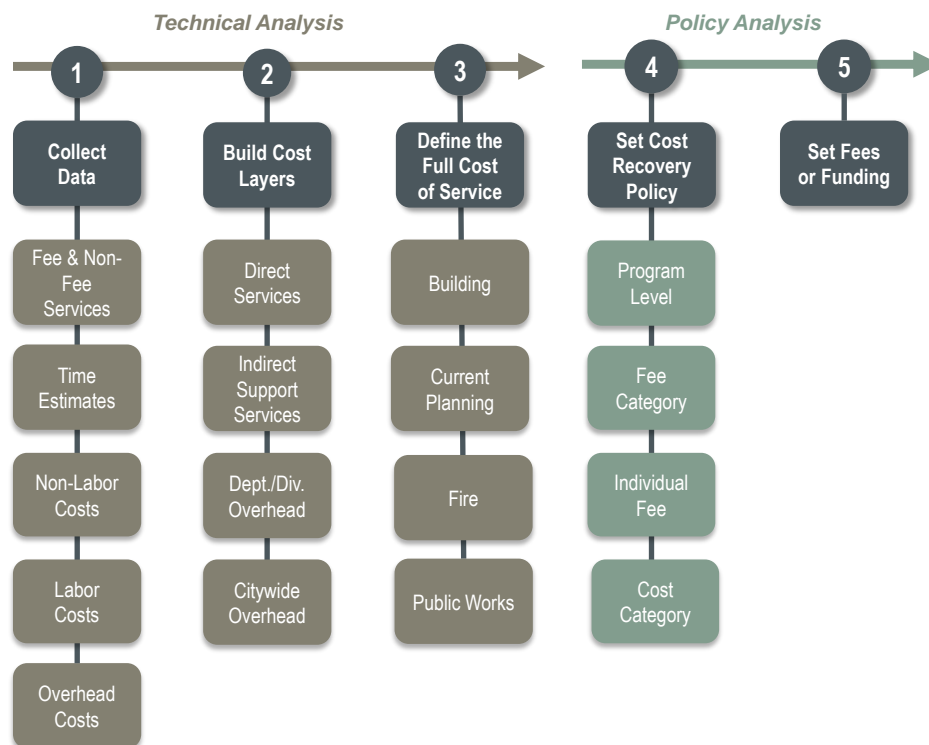 Technical Analysis
Policy Analysis
1
2
3
4
5
Collect
Data
Build Cost
Layers
Define the
Full Cost
of Service
Set Cost
Recovery
Policy
Set Fees
or Funding
Fee & Non-
Fee
Services
Time
Estimates
Non-Labor
Costs
Labor
Costs
Overhead
Costs
Direct
Services
Indirect
Support
Services
Dept./Div.
Overhead
Citywide
Overhead
Building
Current
Planning
Fire
Public Works
Program
Level
Fee
Category
Individual
Fee
Cost
Category